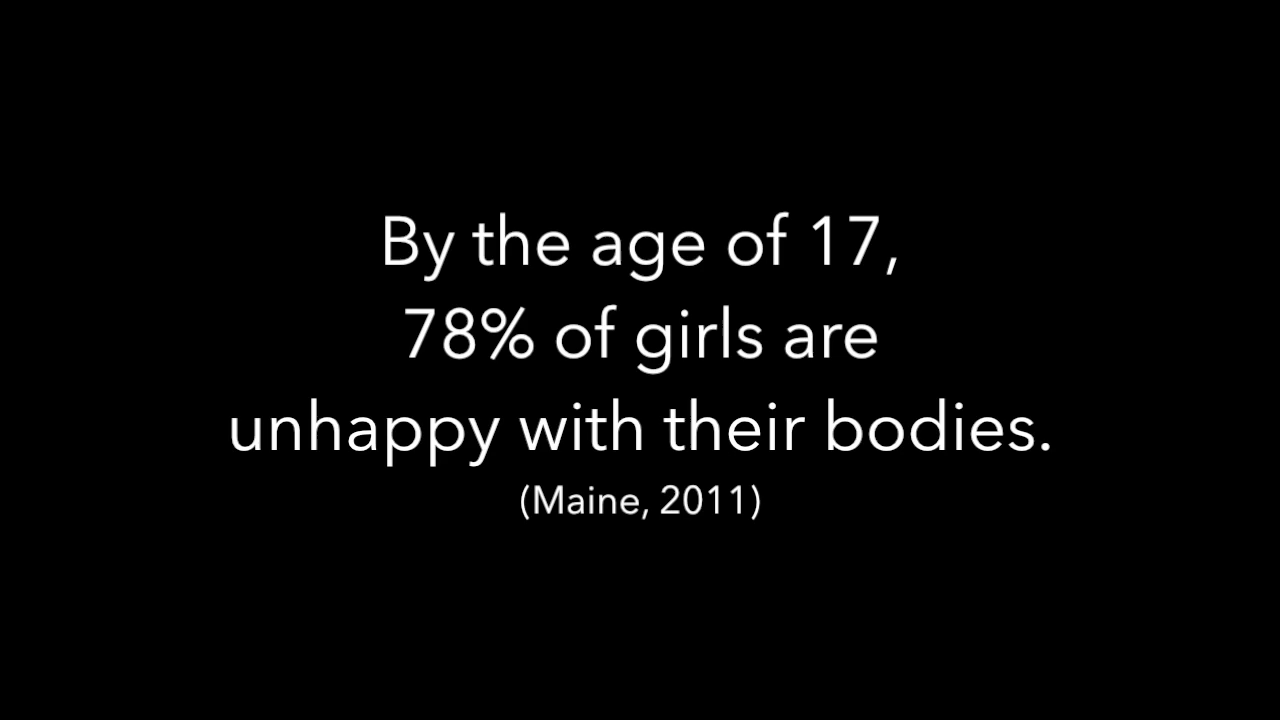 By the age of 17,
78% of girls are
unhappy with their bodies.
(Maine, 2011)